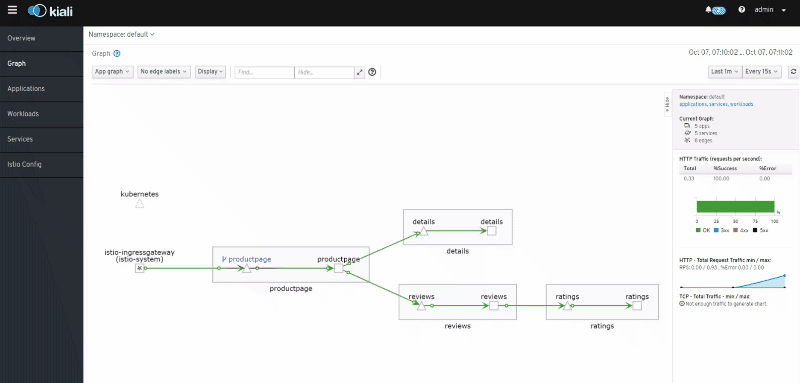 kiali
admin
Overview
Graph
Applications
Workloads
Services
Istio Config
Namespace: default
Graph
Oct 07, 07:10:02 ... Oct 07, 07:11:02
App graph
No edge labels
Display
Find...
Hide...
Last 1m
Every 15s
Hide
kubernetes
istio-ingressgateway
(istio-system)
productpage
productpage
productpage
details
details
details
reviews
reviews
reviews
ratings
ratings
ratings
Namespace: default
applications, services, workloads
Current Graph:
5 apps
5 services
6 edges
HTTP Traffic (requests per second):
Total %Success %Error
0.33 100.00 0.00
0 25 50 75 100
%
OK 3xx 4xx 5xx
HTTP - Total Request Traffic min / max:
RPS: 0.00 / 0.93, %Error 0.00 / 0.00
TCP - Total Traffic - min / max:
Not enough traffic to generate chart.